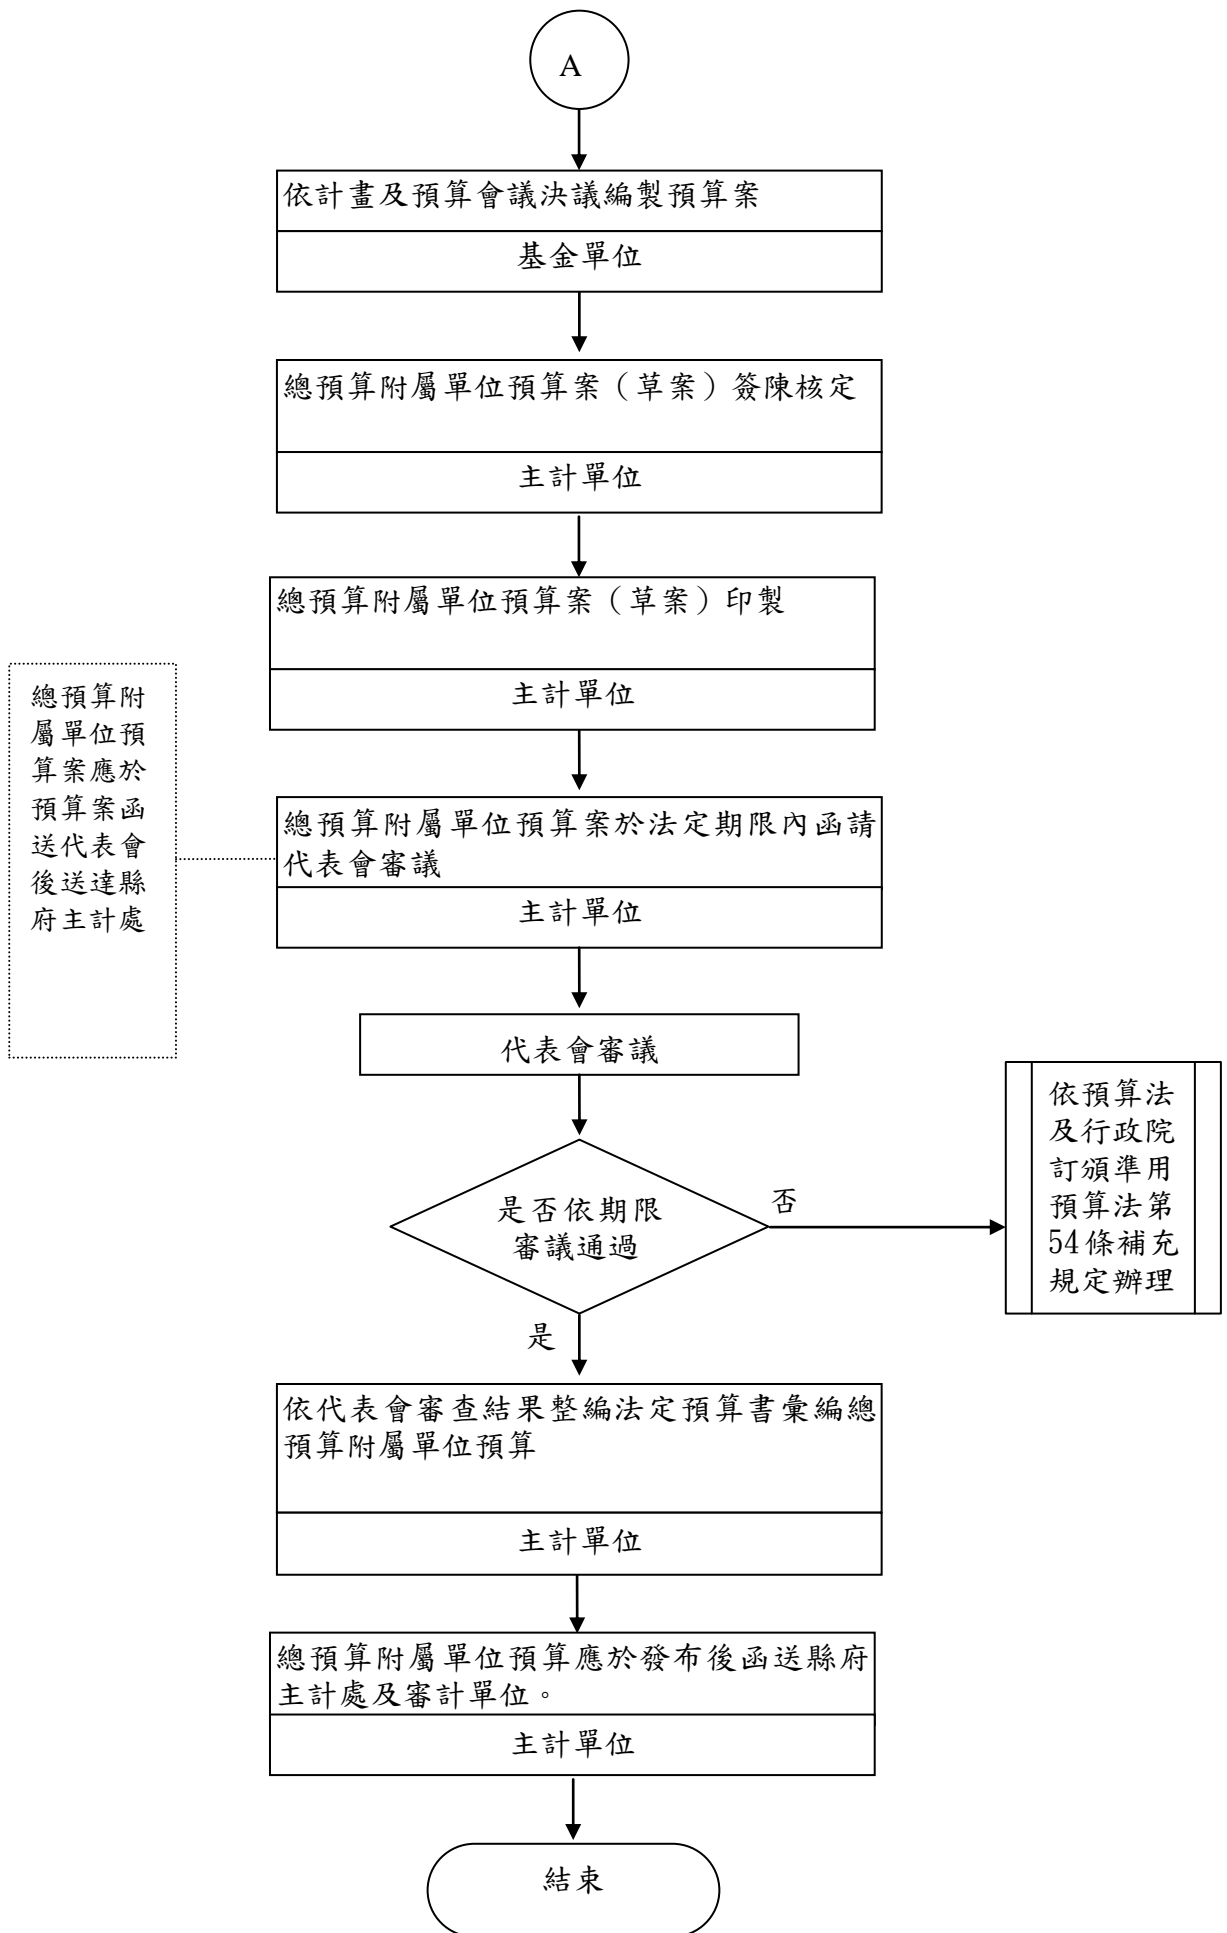 A
依計畫及預算會議決議編製預算案
基金單位
總預算附屬單位預算案（草案）簽陳核定
主計單位
總預算附屬單位預算案（草案）印製
主計單位
總預算附
屬單位預
算案應於
預算案函
送代表會
後送達縣
府主計處
總預算附屬單位預算案於法定期限內函請
代表會審議
主計單位
代表會審議
是否依期限
審議通過
否
依預算法
及行政院
訂頒準用
預算法第
54條補充
規定辦理
是
依代表會審查結果整編法定預算書彙編總
預算附屬單位預算
主計單位
總預算附屬單位預算應於發布後函送縣府
主計處及審計單位。
主計單位
結束